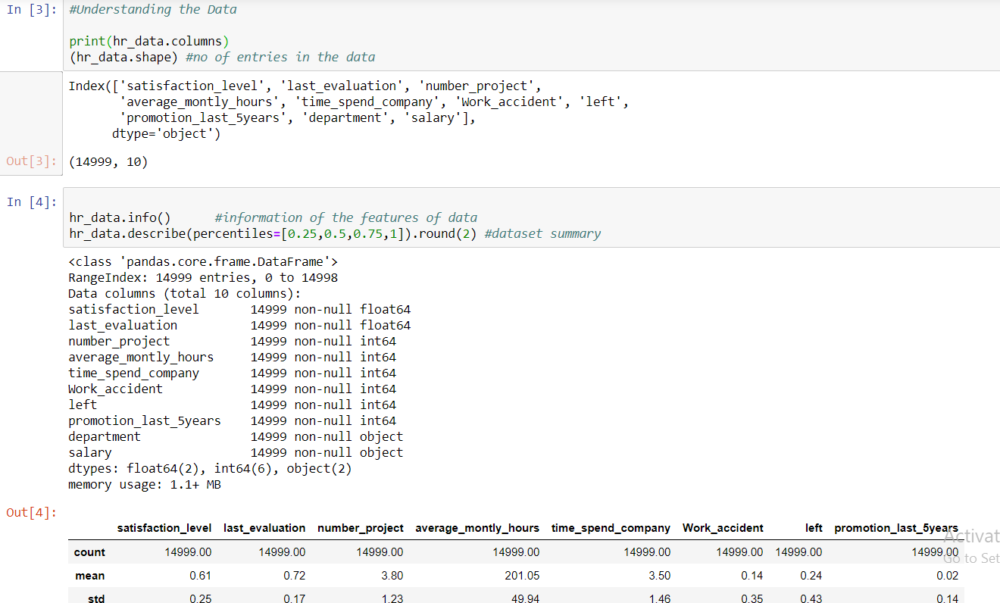 In [3]: #Understanding the Data
print(hr_data.columns)
(hr_data.shape) #no of entries in the data
Index(['satisfaction_level', 'last_evaluation', 'number_project',
'average_montly_hours', 'time_spend_company', 'Work_accident', 'left',
'promotion_last_5years', 'department', 'salary'],
dtype='object')
Out[3]: (14999, 10)
In [4]:
hr_data.info() #information of the features of data
hr_data.describe(percentiles=[0.25,0.5,0.75,1]).round(2) #dataset summary
<class 'pandas.core.frame.DataFrame'>
RangeIndex: 14999 entries, 0 to 14998
Data columns (total 10 columns):
satisfaction_level 14999 non-null float64
last_evaluation 14999 non-null float64
number_project 14999 non-null int64
average_montly_hours 14999 non-null int64
time_spend_company 14999 non-null int64
Work_accident 14999 non-null int64
left 14999 non-null int64
promotion_last_5years 14999 non-null int64
department 14999 non-null object
salary 14999 non-null object
dtypes: float64(2), int64(6), object(2)
memory usage: 1.1+ MB
Out[4]:
satisfaction_level last_evaluation number_project average_montly_hours time_spend_company Work_accident left promotion_last_5years
Activat
count 14999.00 14999.00 14999.00 14999.00 14999.00 14999.00 14999.00 14999.00
Go to Set
mean 0.61 0.72 3.80 201.05 3.50 0.14 0.24 0.02
std 0.25 0.17 1.23 49.94 1.46 0.35 0.43 0.14